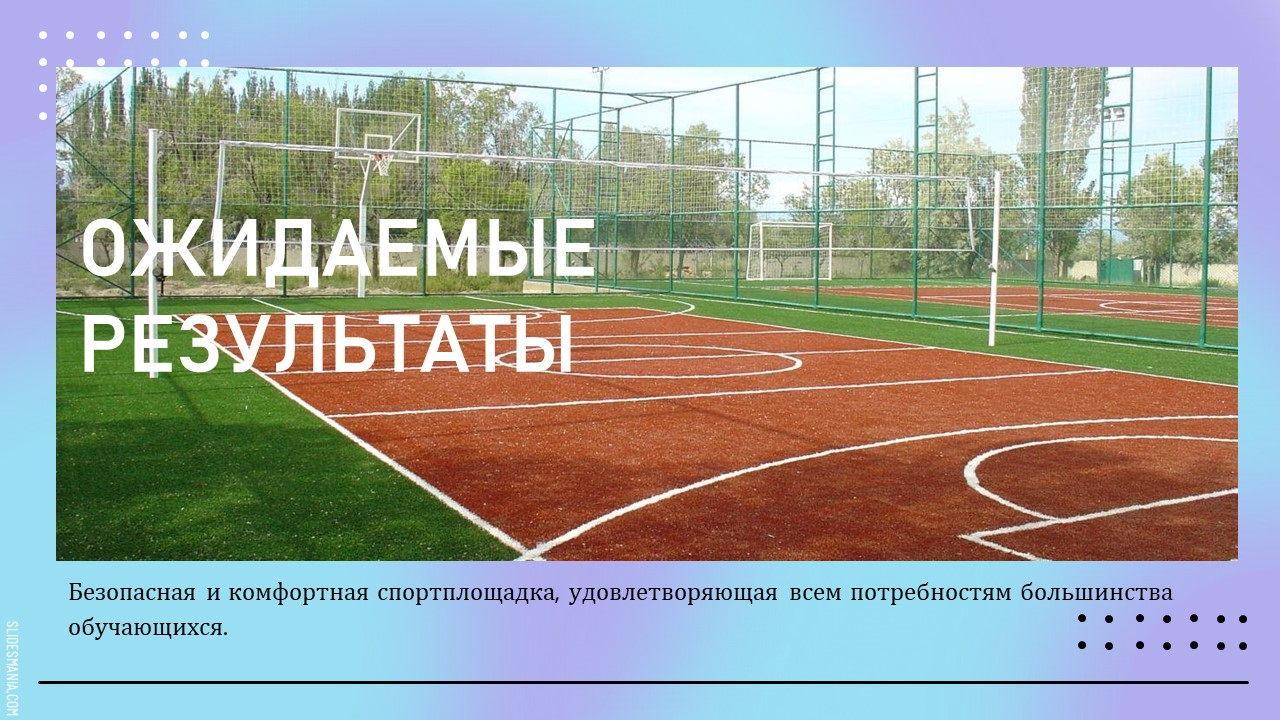 ОЖИДАЕМЫЕ
РЕЗУЛЬТАТЫ
Безопасная и комфортная спортплощадка, удовлетворяющая всем потребностям большинства
обучающихся.
SLIDESMANIA.COM